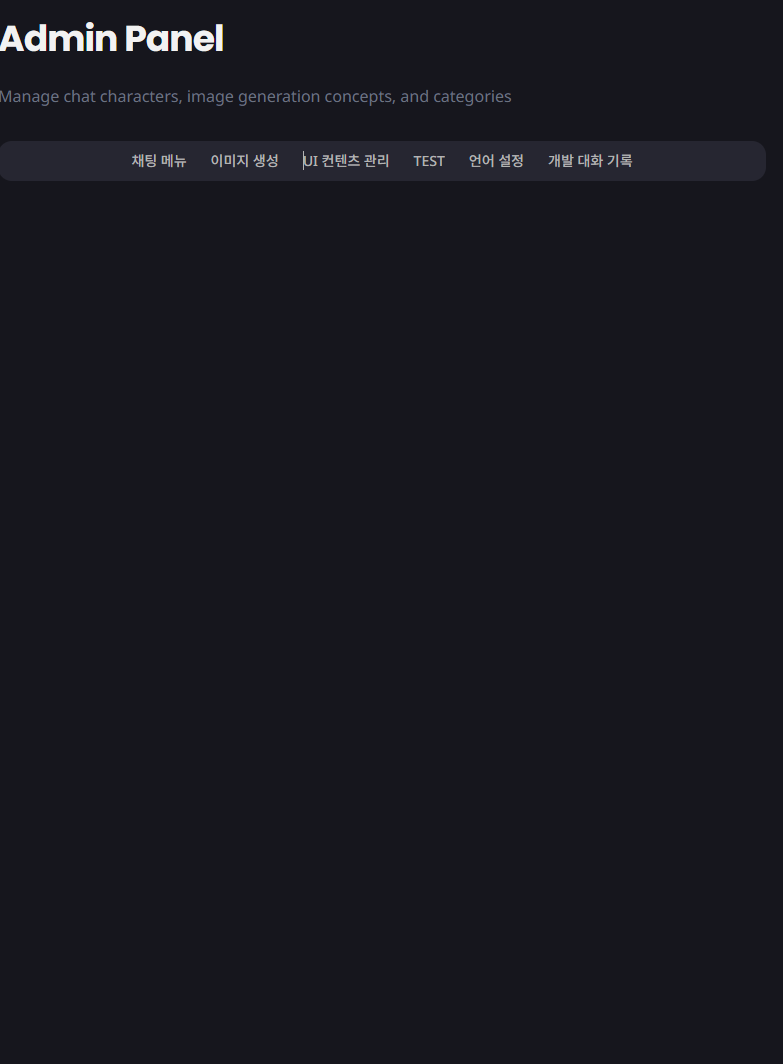 Admin Panel
Manage chat characters, image generation concepts, and categories
채팅 메뉴 이미지 생성 UI 컨텐츠 관리 TEST 언어 설정 개발 대화 기록